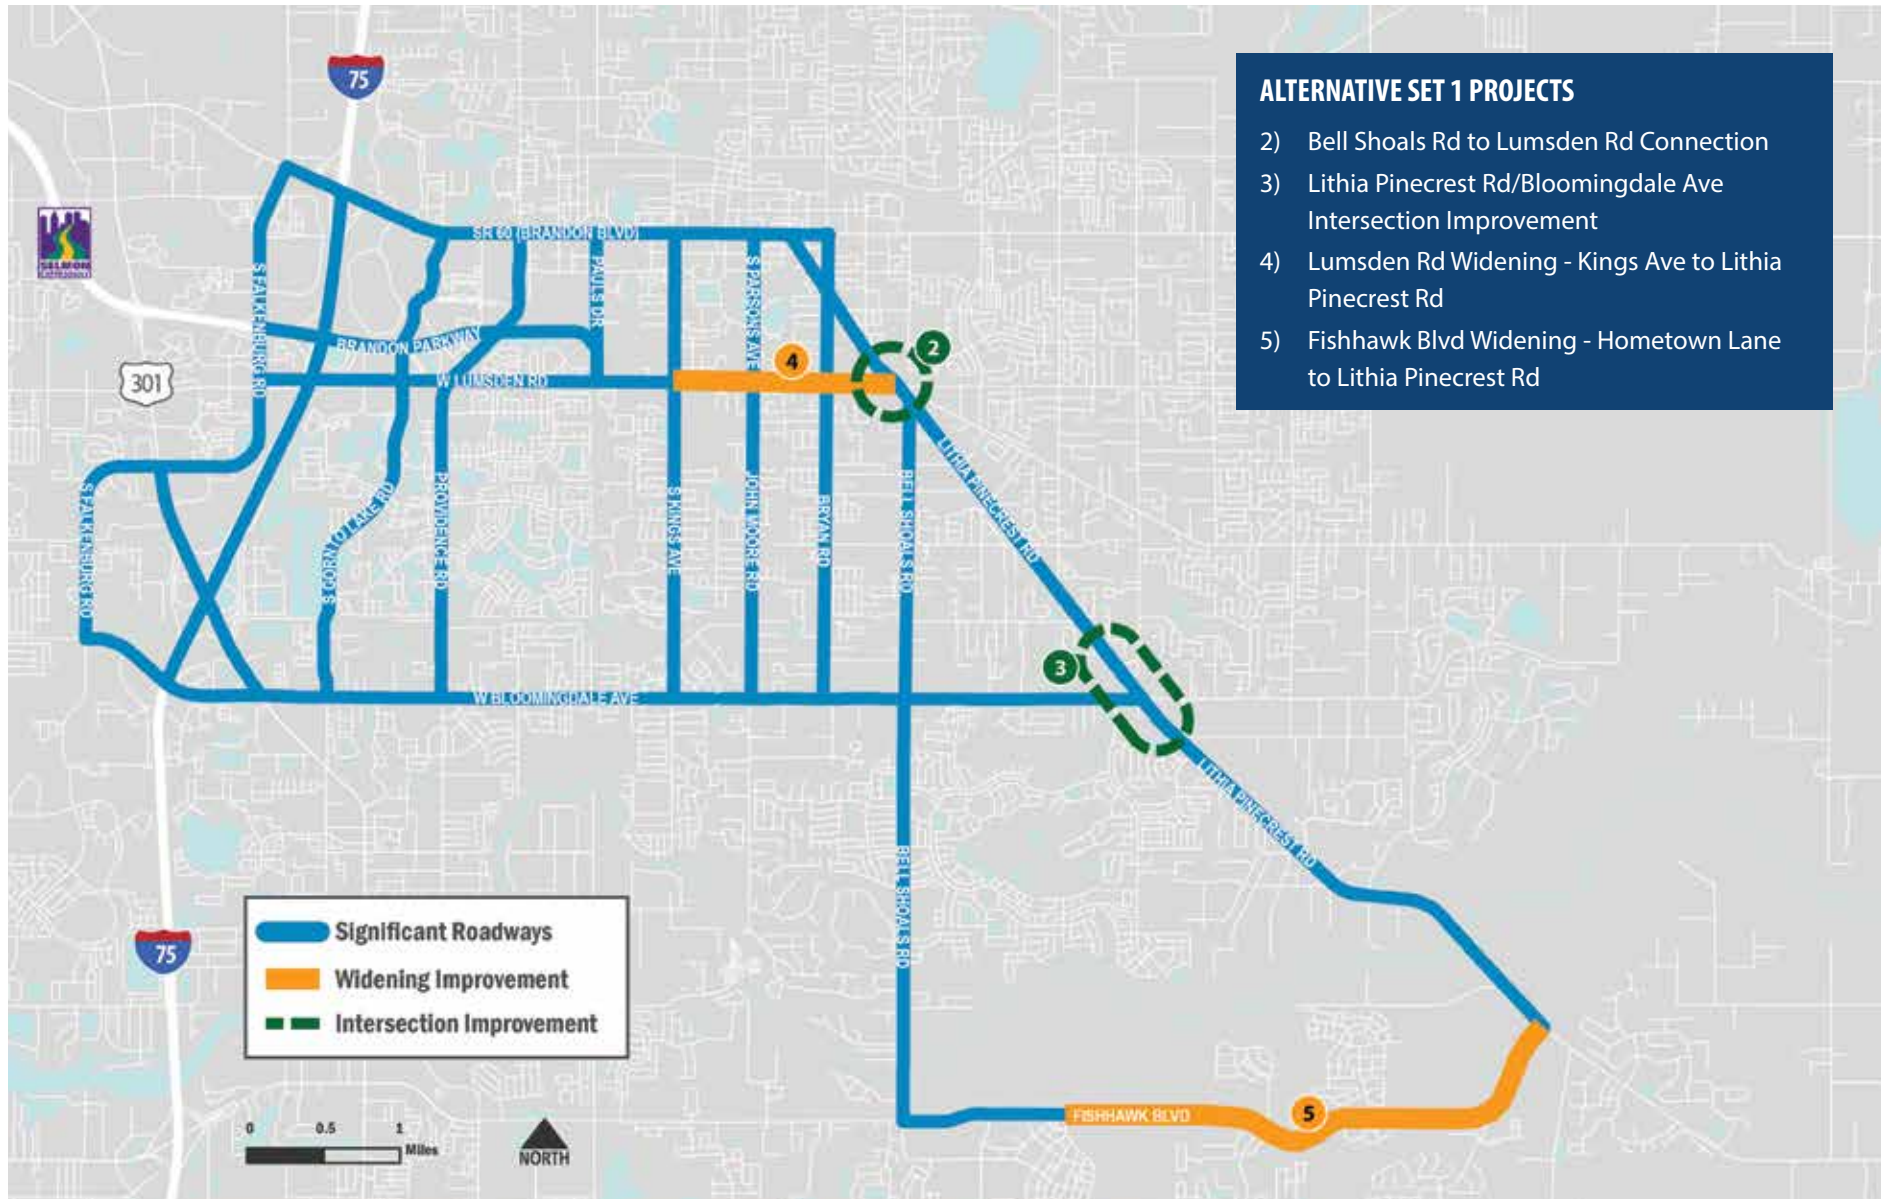 75
ALTERNATIVE SET 1 PROJECTS
2) Bell Shoals Rd to Lumsden Rd Connection
3) Lithia Pinecrest Rd/Bloomingdale Ave
Intersection Improvement
4) Lumsden Rd Widening - Kings Ave to Lithia
Pinecrest Rd
5) Fishhawk Blvd Widening - Hometown Lane
to Lithia Pinecrest Rd
SELMON
SR 60 (BRANDON BLVD)
S FALKENBURG RD
PAULS DR
S PARSONS AVE
BRANDON PARKWAY
2
4
301
W LUMSDEN RD
LITHIA PINECREST RD
S FALKENBURG RD
S GORNTO LAKE RD
PROVIDENCE RD
S KINGS AVE
JOHN MOORE RD
BRYAN RD
BELL SHOALS RD
3
W BLOOMINGDALE AVE
LITHIA PINECREST RD
BELL SHOALS RD
75
Significant Roadways
Widening Improvement
Intersection Improvement
FISHHAWK BLVD
5
0 0.5 1
Miles
NORTH